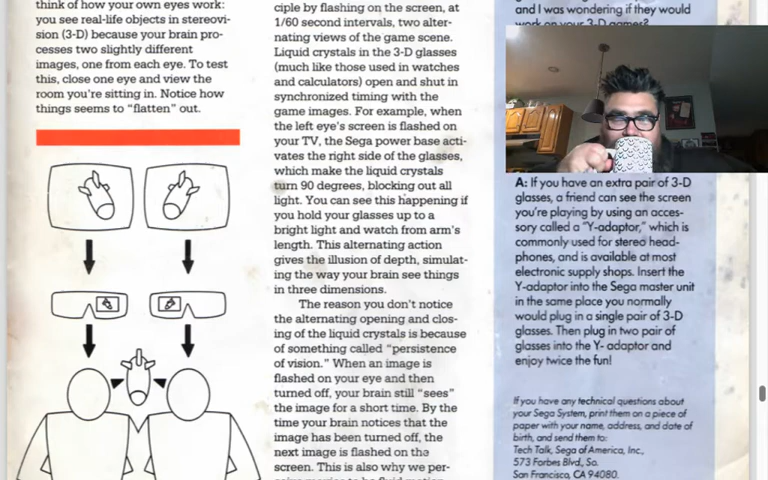 think of how your own eyes work:
you see real-life objects in stereovi-
sion (3-D) because your brain pro-
cesses two slightly different
images, one from each eye. To test
this, close one eye and view the
room you're sitting in. Notice how
things seems to "flatten" out.
ciple by flashing on the screen, at
1/60 second intervals, two alter-
nating views of the game scene.
Liquid crystals in the 3-D glasses
(much like those used in watches
and calculators) open and shut in
synchronized timing with the
game images. For example, when
the left eye's screen is flashed on
your TV, the Sega power base acti-
vates the right side of the glasses,
which make the liquid crystals
turn 90 degrees, blocking out all
light. You can see this happening if
you hold your glasses up to a
bright light and watch from arm's
length. This alternating action
gives the illusion of depth, simulat-
ing the way your brain see things
in three dimensions.
The reason you don't notice
the alternating opening and clos-
ing of the liquid crystals is because
of something called "persistence
of vision." When an image is
flashed on your eye and then
turned off, your brain still "sees"
the image for a short time. By the
time your brain notices that the
image has been turned off, the
next image is flashed on the
screen. This is also why we per-
and I was wondering if they would
work on your 3-D games?
A: If you have an extra pair of 3-D
glasses, a friend can see the screen
you're playing by using an acces-
sory called a "Y-adaptor," which is
commonly used for stereo head-
phones, and is available at most
electronic supply shops. Insert the
Y-adaptor into the Sega master unit
in the same place you normally
would plug in a single pair of 3-D
glasses. Then plug in two pair of
glasses into the Y- adaptor and
enjoy twice the fun!
If you have any technical questions about
your Sega System, print them on a piece of
paper with your name, address, and date of
birth, and send them to:
Tech Talk, Sega of America, Inc.,
573 Forbes Blvd., So.
San Francisco, CA 94080.